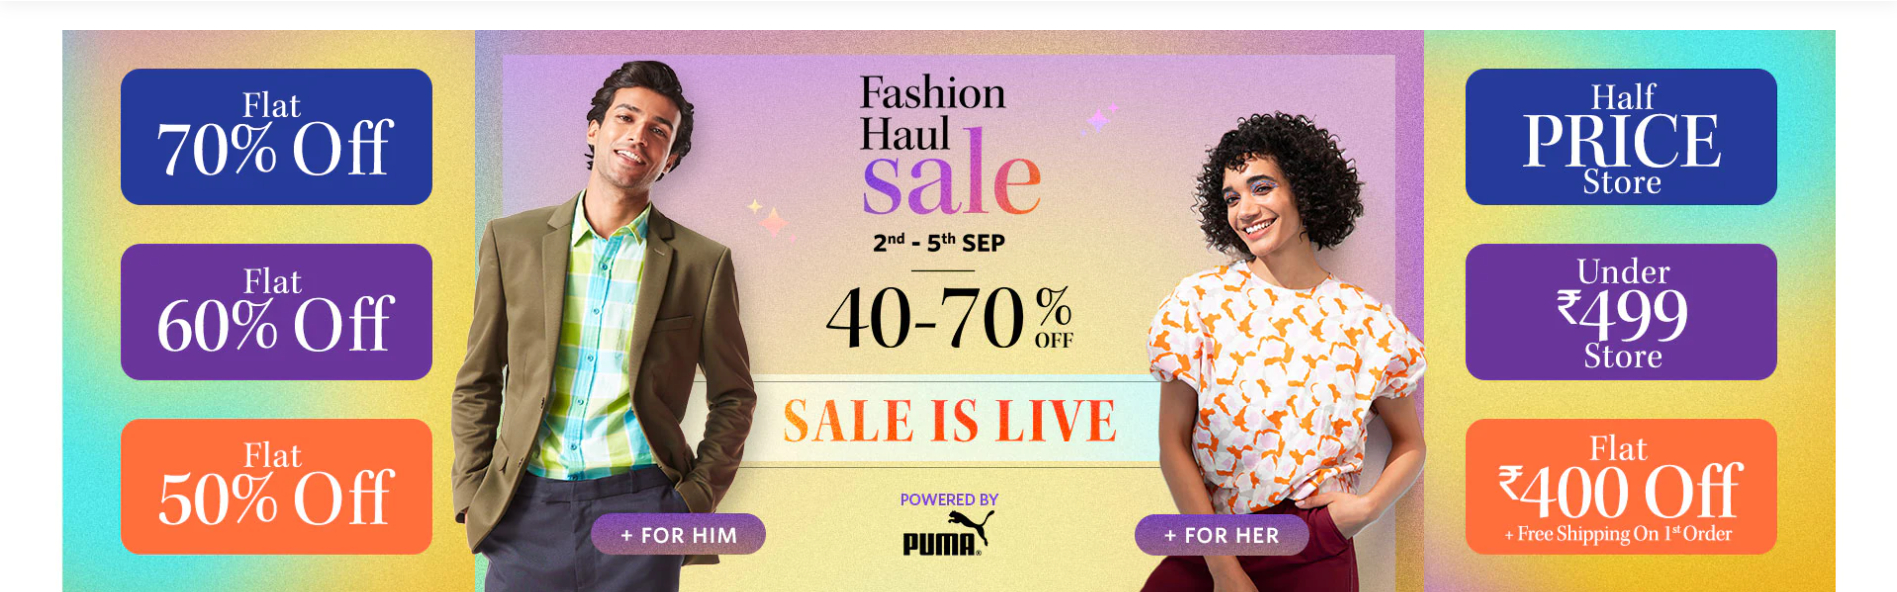 Flat
70% Off
Flat
60% Off
Flat
50% Off
Fashion
Haul
sale
2nd - 5th SEP
40-70%
OFF
SALE IS LIVE
POWERED BY
PUMA
+ FOR HIM
+ FOR HER
Half
PRICE
Store
Under
₹499
Store
Flat
₹400 Off
+ Free Shipping On 1st Order